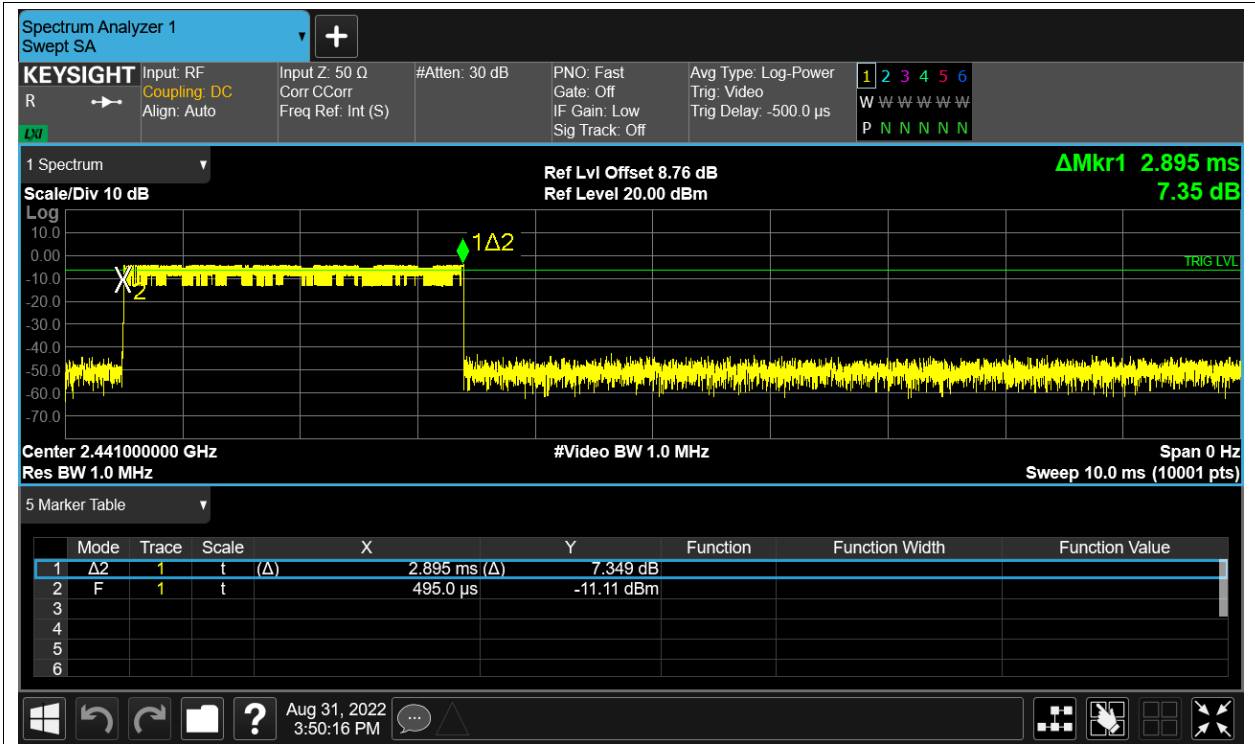 Spectrum Analyzer 1
Swept SA
KEYSIGHT Input: RF Input Z: 50 Ω #Atten: 30 dB PNO: Fast Avg Type: Log-Power 1 2 3 4 5 6
R Coupling: DC Corr CCorr Gate: Off Trig: Video W W W W W W
Align: Auto Freq Ref: Int (S) IF Gain: Low Trig Delay: -500.0 µs
LXI Sig Track: Off P N N N N N
1 Spectrum Ref Lvl Offset 8.76 dB ΔMkr1 2.895 ms
Scale/Div 10 dB Ref Level 20.00 dBm 7.35 dB
Log
10.0
0.00
-10.0
-20.0
-30.0
-40.0
-50.0
-60.0
-70.0
1Δ2
TRIG LVL
2
Center 2.441000000 GHz #Video BW 1.0 MHz Span 0 Hz
Res BW 1.0 MHz Sweep 10.0 ms (10001 pts)
5 Marker Table
Mode Trace Scale X Y Function Function Width Function Value
1 Δ2 1 t (Δ) 2.895 ms (Δ) 7.349 dB
2 F 1 t 495.0 µs -11.11 dBm
3
4
5
6
? Aug 31, 2022
3:50:16 PM